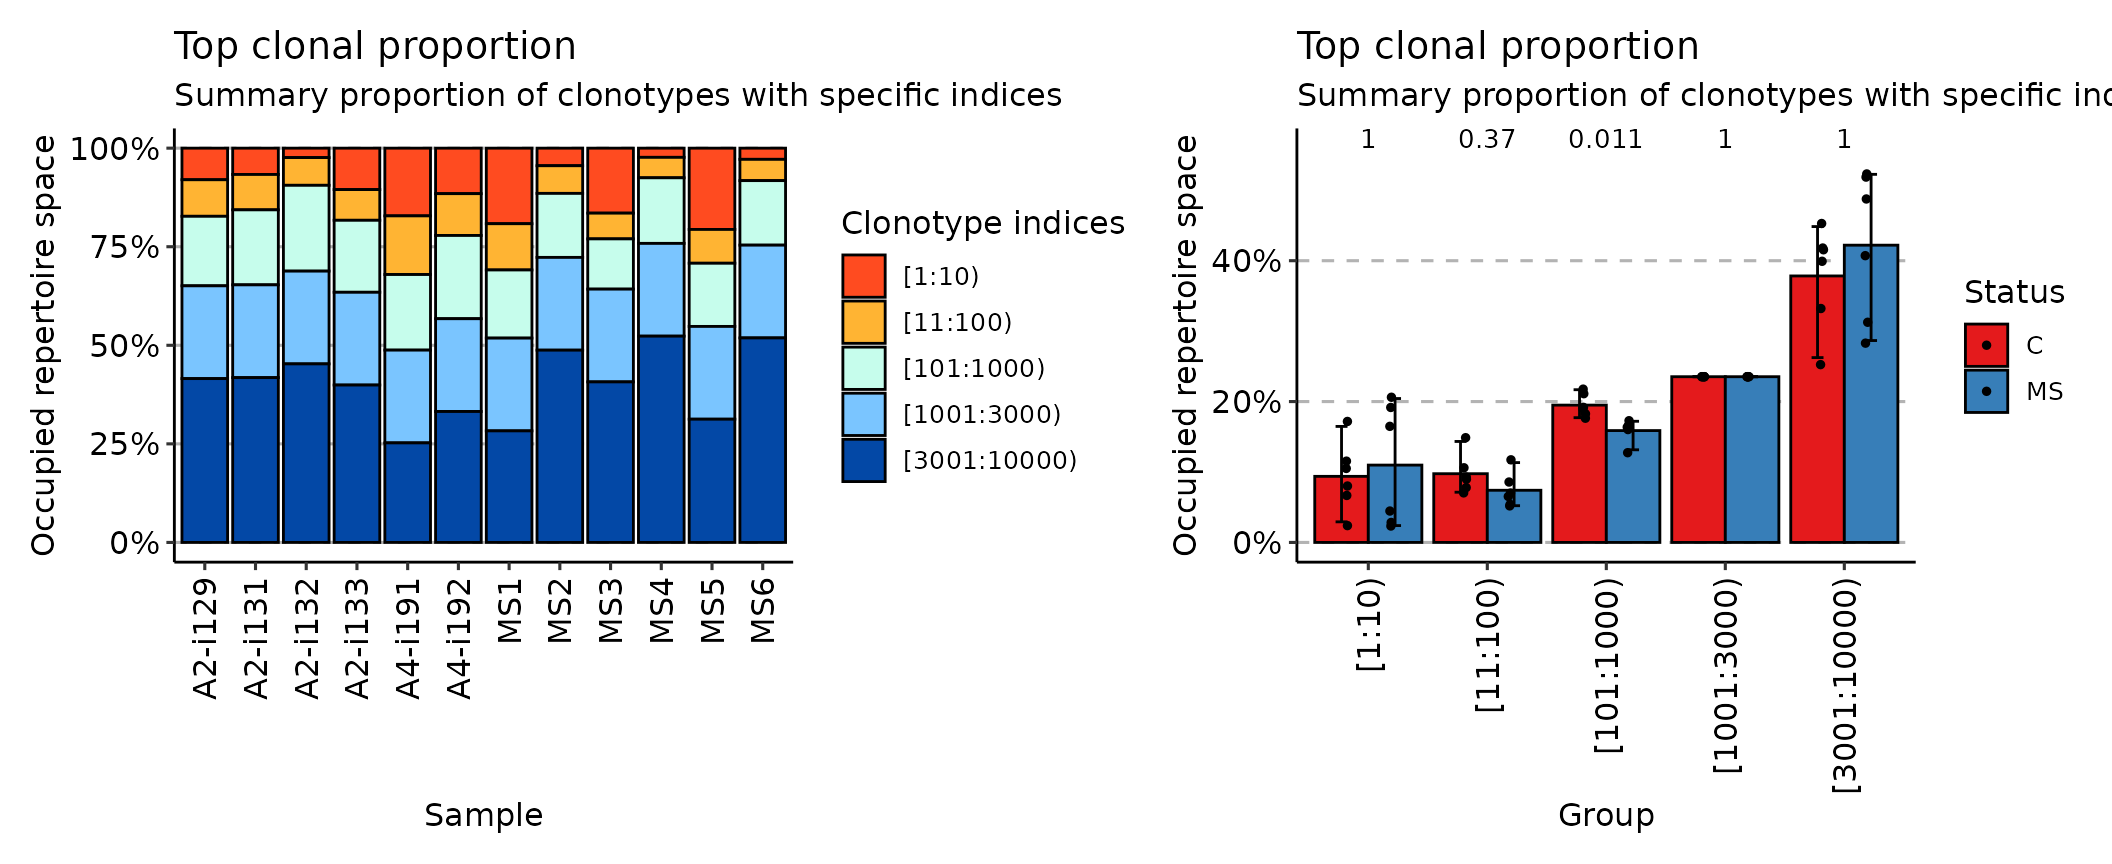 Top clonal proportion
Summary proportion of clonotypes with specific indices
Occupied repertoire space
100%
75%
50%
25%
0%
A2-i129
A2-i131
A2-i132
A2-i133
A4-i191
A4-i192
MS1
MS2
MS3
MS4
MS5
MS6
Sample
Clonotype indices
[1:10)
[11:100)
[101:1000)
[1001:3000)
[3001:10000)
Top clonal proportion
Summary proportion of clonotypes with specific inc
Occupied repertoire space
1
0.37
0.011
1
1
40%
20%
0%
[1:10)
[11:100)
[101:1000)
[1001:3000)
[3001:10000)
Group
Status
C
MS